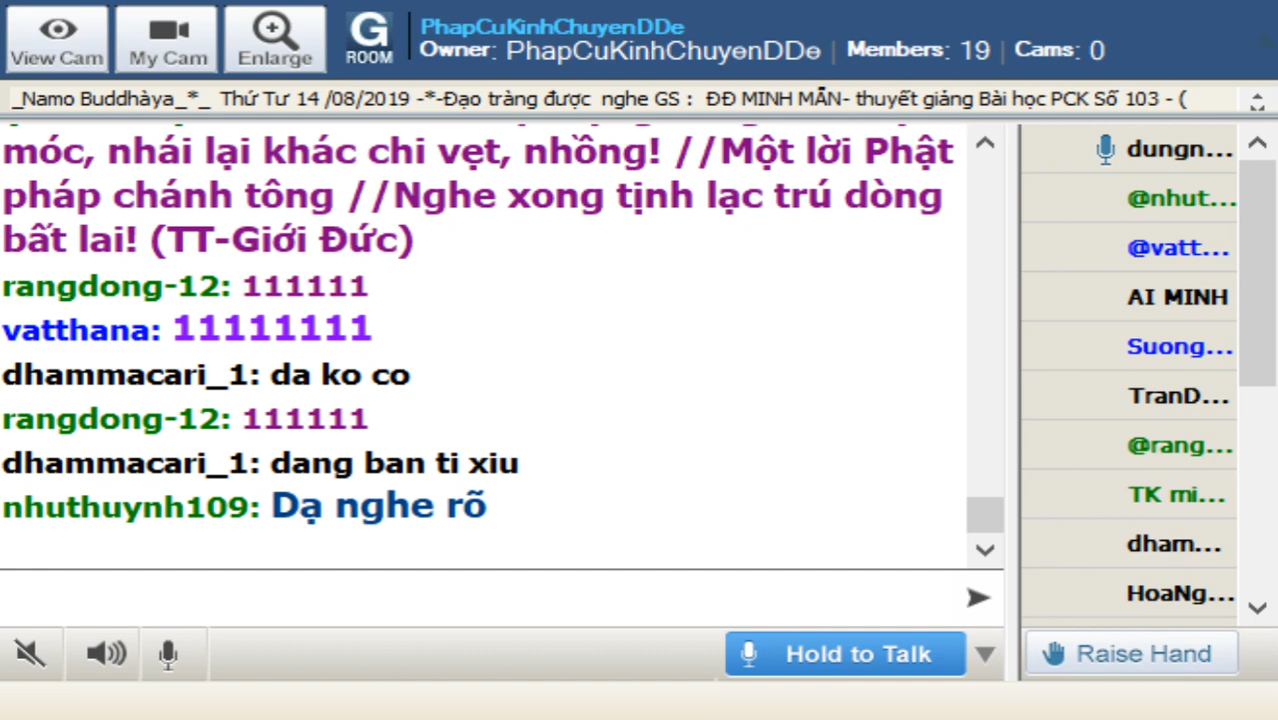 View Cam
My Cam
Enlarge
G
ROOM
PhapCuKinhChuyenDDe
Owner: PhapCuKinhChuyenDDe | Members: 19 | Cams: 0
_Namo Buddhàya_*_ Thứ Tư 14 /08/2019 -*-Đạo tràng được nghe GS : ĐĐ MINH MẪN- thuyết giảng Bài học PCK Số 103 - (
móc, nhái lại khác chi vẹt, nhồng! //Một lời Phật
pháp chánh tông //Nghe xong tịnh lạc trú dòng
bất lai! (TT-Giới Đức)
rangdong-12: 111111
vatthana: 11111111
dhammacari_1: da ko co
rangdong-12: 111111
dhammacari_1: dang ban ti xiu
nhuthuynh109: Dạ nghe rõ
dungn...
@nhut...
@vatt...
AI MINH
Suong...
TranD...
@rang...
TK mi...
dham...
HoaNg...
Hold to Talk
Raise Hand